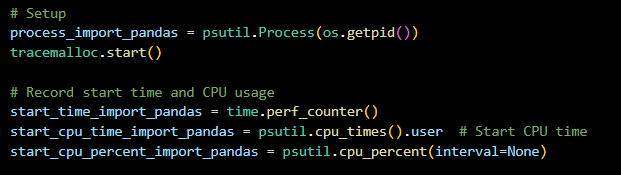 # Setup
process_import_pandas = psutil.Process(os.getpid())
tracemalloc.start()

# Record start time and CPU usage
start_time_import_pandas = time.perf_counter()
start_cpu_time_import_pandas = psutil.cpu_times().user  # Start CPU time
start_cpu_percent_import_pandas = psutil.cpu_percent(interval=None)